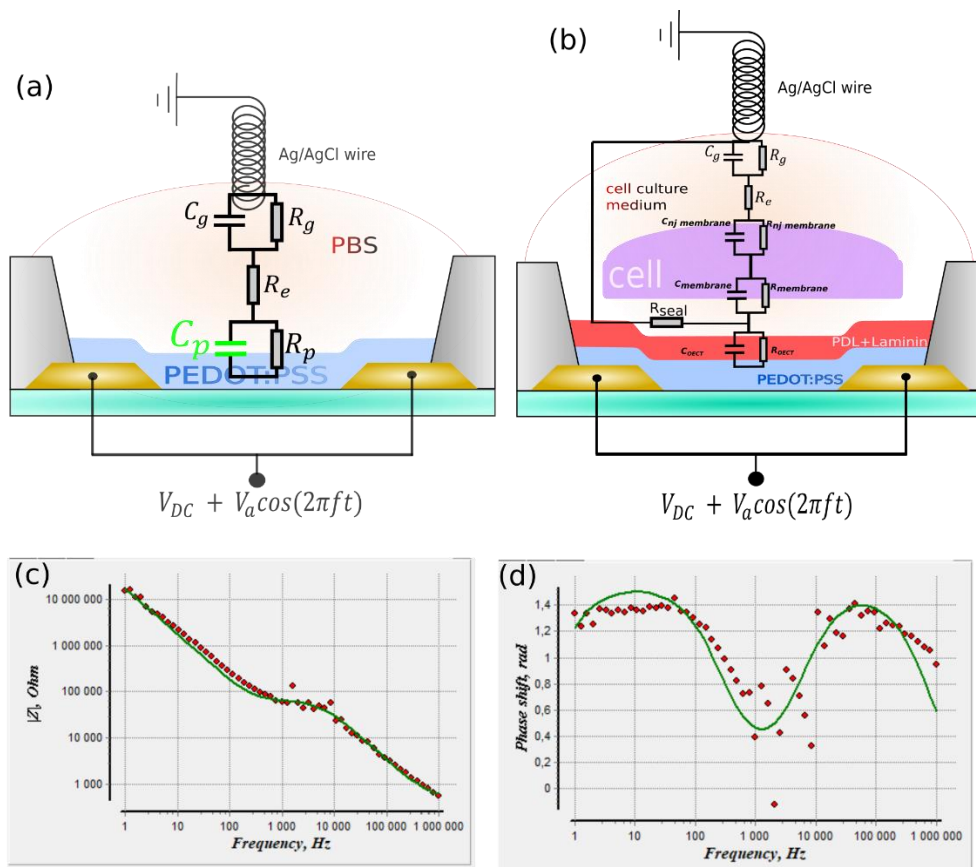 (a)
Ag/AgCl wire
C_g
R_g
PBS
R_e
C_p
R_p
PEDOT:PSS
V_DC + V_a cos(2πft)
(b)
Ag/AgCl wire
C_g
R_g
cell culture
medium
R_e
C_nj membrane
R_nj membrane
cell
C_membrane
R_membrane
R_seal
C_OECT
R_OECT
PDL+Laminin
PEDOT:PSS
V_DC + V_a cos(2πft)
(c)
|Z|, Ohm
10 000 000
1 000 000
100 000
10 000
1 000
1 10 100 1 000 10 000 100 000 1 000 000
Frequency, Hz
(d)
Phase shift, rad
1,4
1,2
1
0,8
0,6
0,4
0,2
0
1 10 100 1 000 10 000 100 000 1 000 000
Frequency, Hz